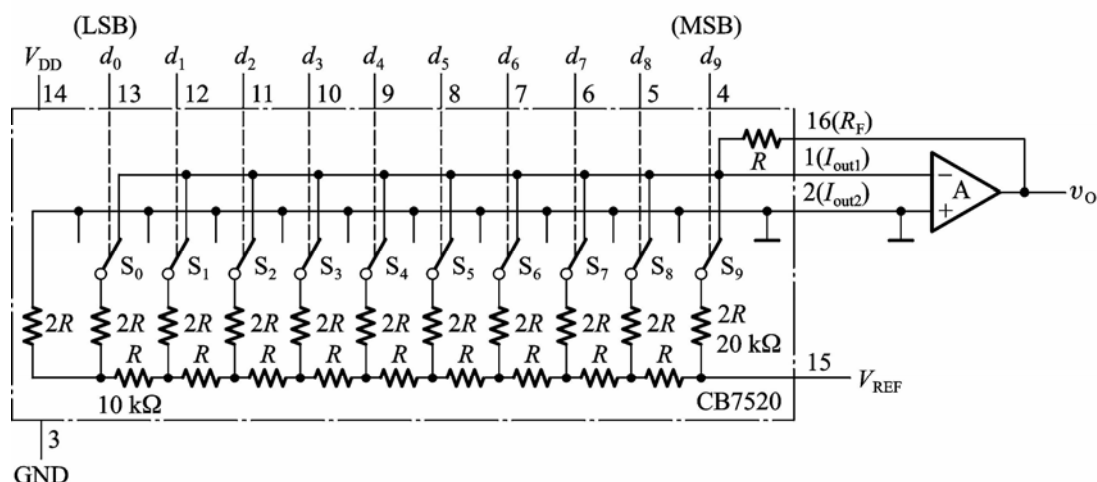 (LSB) (MSB)
V_DD d_0 d_1 d_2 d_3 d_4 d_5 d_6 d_7 d_8 d_9
14 13 12 11 10 9 8 7 6 5 4
16(R_F)
R
1(I_out1)
2(I_out2)
− A
+
v_O
S_0 S_1 S_2 S_3 S_4 S_5 S_6 S_7 S_8 S_9
2R 2R 2R 2R 2R 2R 2R 2R 2R 2R 2R
20 kΩ
R R R R R R R R R
15
V_REF
10 kΩ
CB7520
3
GND